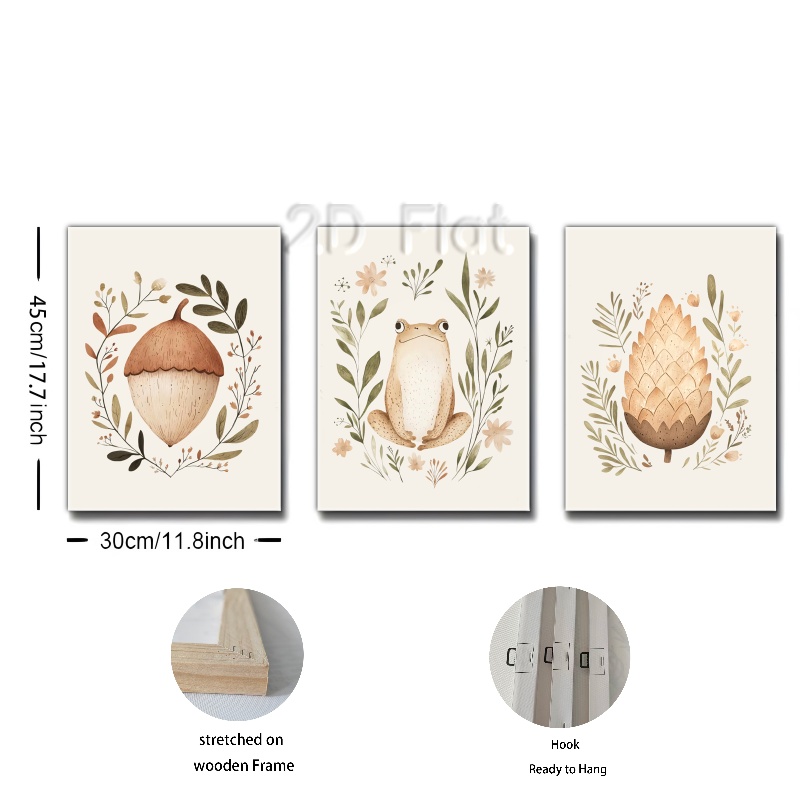 2D Flat
45cm/17.7inch
30cm/11.8inch
stretched on
wooden Frame
Hook
Ready to Hang